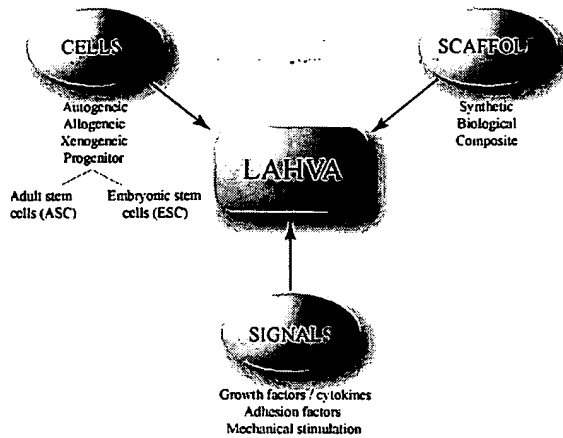 CELLS
Autogeneic
Allogeneic
Xenogeneic
Progenitor
Adult stem
cells (ASC)
Embryonic stem
cells (ESC)
SCAFFOL
Synthetic
Biological
Composite
LAHVA
SIGNALS
Growth factors / cytokines
Adhesion factors
Mechanical stimulation